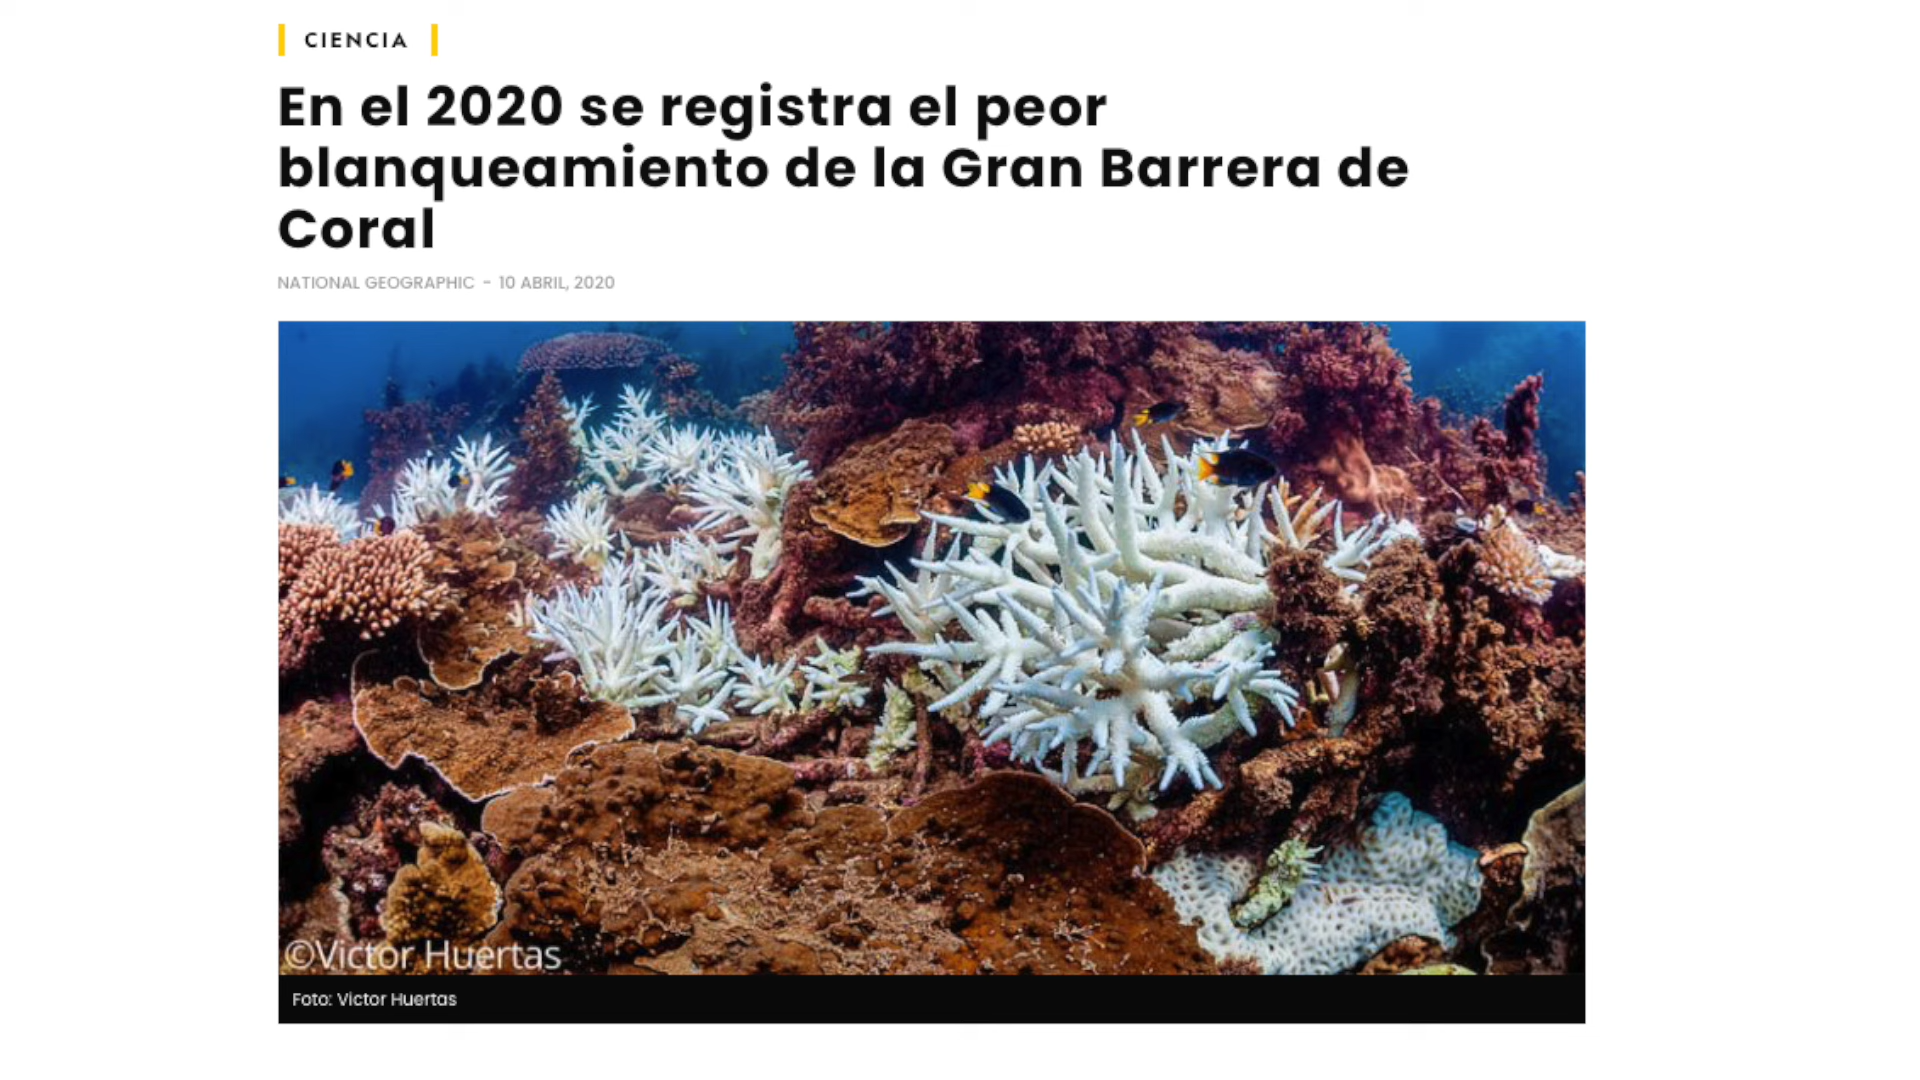 CIENCIA
En el 2020 se registra el peor
blanqueamiento de la Gran Barrera de
Coral
NATIONAL GEOGRAPHIC - 10 ABRIL, 2020
©Victor Huertas
Foto: Victor Huertas